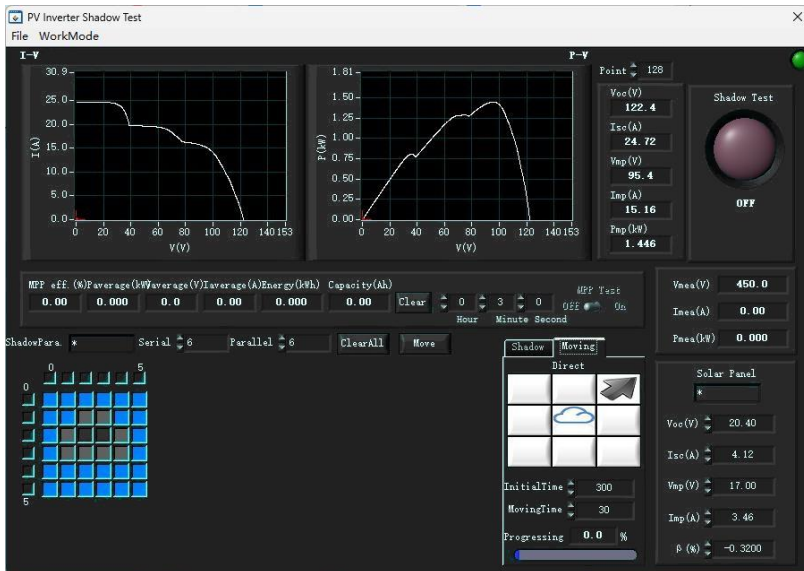 PV Inverter Shadow Test
File WorkMode
I-V
P-V
30.9
25.0
20.0
15.0
10.0
5.0
0.0
I(A)
0 20 40 60 80 100 120 140 153
V(V)
1.81
1.50
1.25
1.00
0.75
0.50
0.25
0.00
P(kW)
0 20 40 60 80 100 120 140 153
V(V)
Point 128
Voc(V)
122.4
Isc(A)
24.72
Vmp(V)
95.4
Imp(A)
15.16
Pmp(kW)
1.446
Shadow Test
OFF
MPP eff.(%) Paverage(kW) Vaverage(V) Iaverage(A) Energy(kWh) Capacity(Ah)
0.00 0.000 0.0 0.00 0.000 0.00 Clear 0 3 0
Hour Minute Second
MPP Test
Off On
Vmea(V) 450.0
Imea(A) 0.00
Pmea(kW) 0.000
ShadowPara. * Serial 6 Parallel 6 ClearAll Move
0 5
0
5
Shadow Moving
Direct
InitialTime 300
MovingTime 30
Progressing 0.0 %
Solar Panel
*
Voc(V) 20.40
Isc(A) 4.12
Vmp(V) 17.00
Imp(A) 3.46
β (%) -0.3200